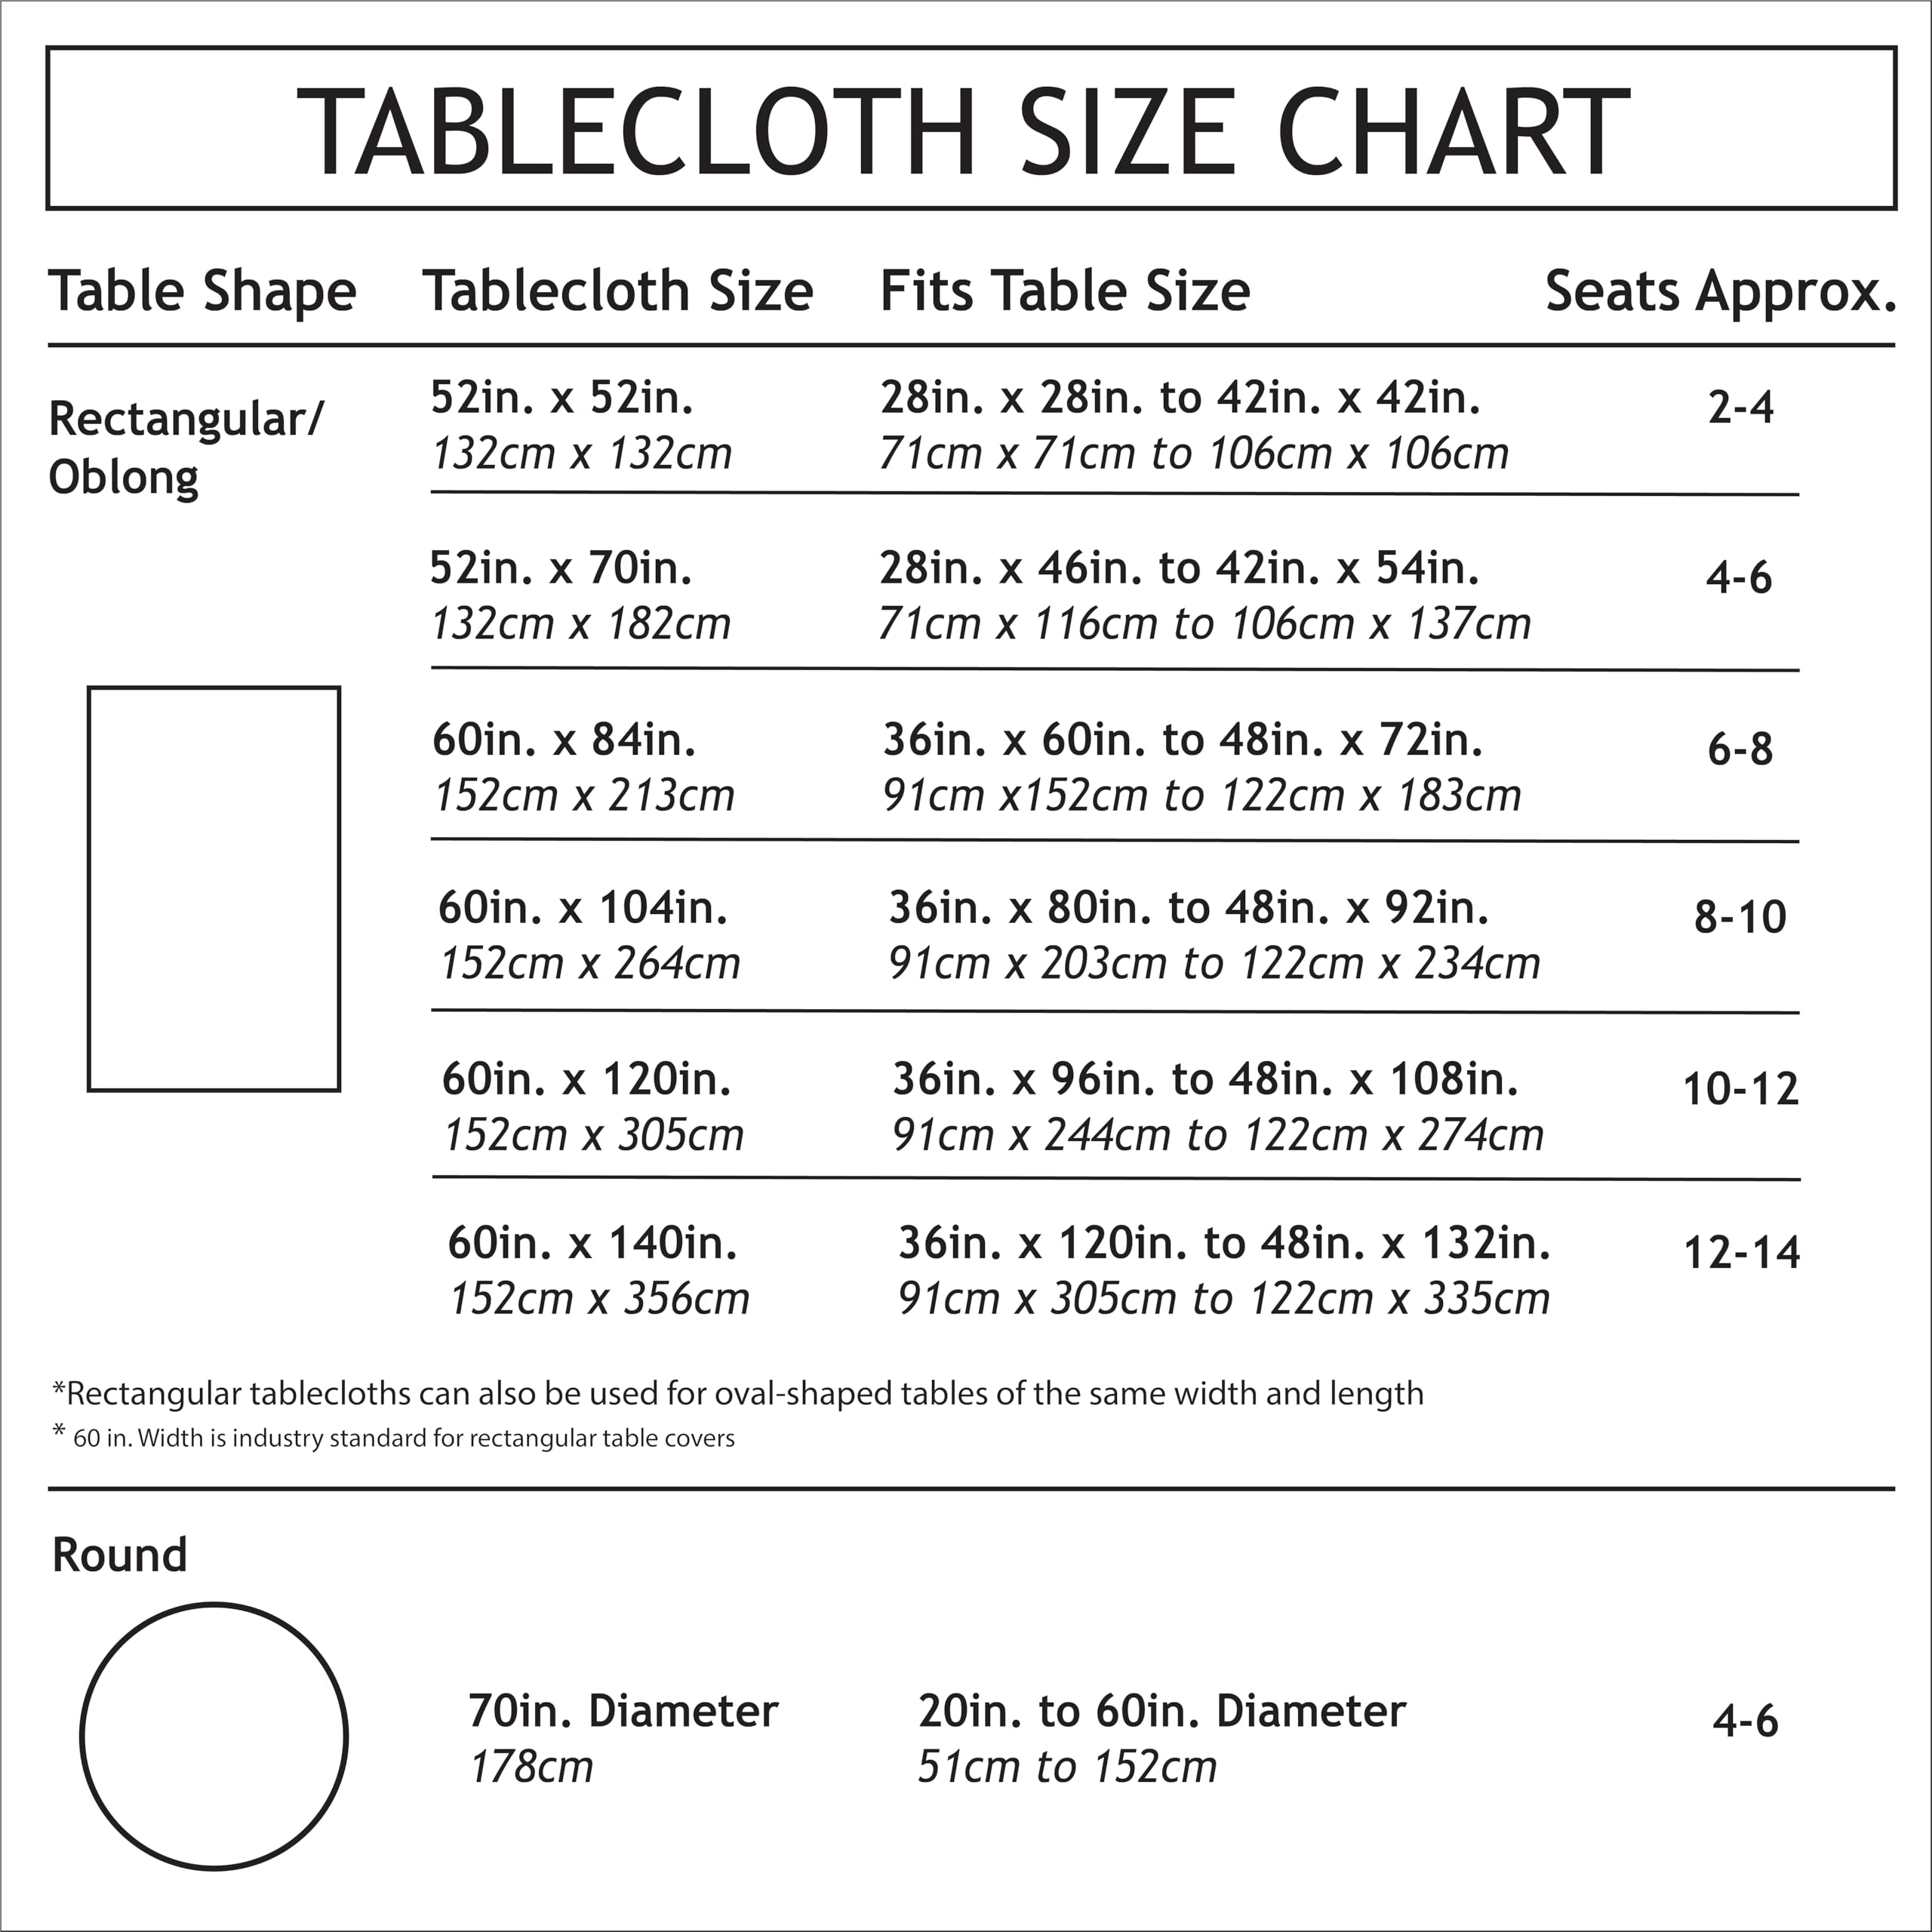 TABLECLOTH SIZE CHART
Table Shape Tablecloth Size Fits Table Size Seats Approx.
Rectangular/
Oblong
52in. x 52in. 28in. x 28in. to 42in. x 42in. 2-4
132cm x 132cm 71cm x 71cm to 106cm x 106cm
52in. x 70in. 28in. x 46in. to 42in. x 54in. 4-6
132cm x 182cm 71cm x 116cm to 106cm x 137cm
60in. x 84in. 36in. x 60in. to 48in. x 72in. 6-8
152cm x 213cm 91cm x152cm to 122cm x 183cm
60in. x 104in. 36in. x 80in. to 48in. x 92in. 8-10
152cm x 264cm 91cm x 203cm to 122cm x 234cm
60in. x 120in. 36in. x 96in. to 48in. x 108in. 10-12
152cm x 305cm 91cm x 244cm to 122cm x 274cm
60in. x 140in. 36in. x 120in. to 48in. x 132in. 12-14
152cm x 356cm 91cm x 305cm to 122cm x 335cm
*Rectangular tablecloths can also be used for oval-shaped tables of the same width and length
* 60 in. Width is industry standard for rectangular table covers
Round
70in. Diameter 20in. to 60in. Diameter 4-6
178cm 51cm to 152cm